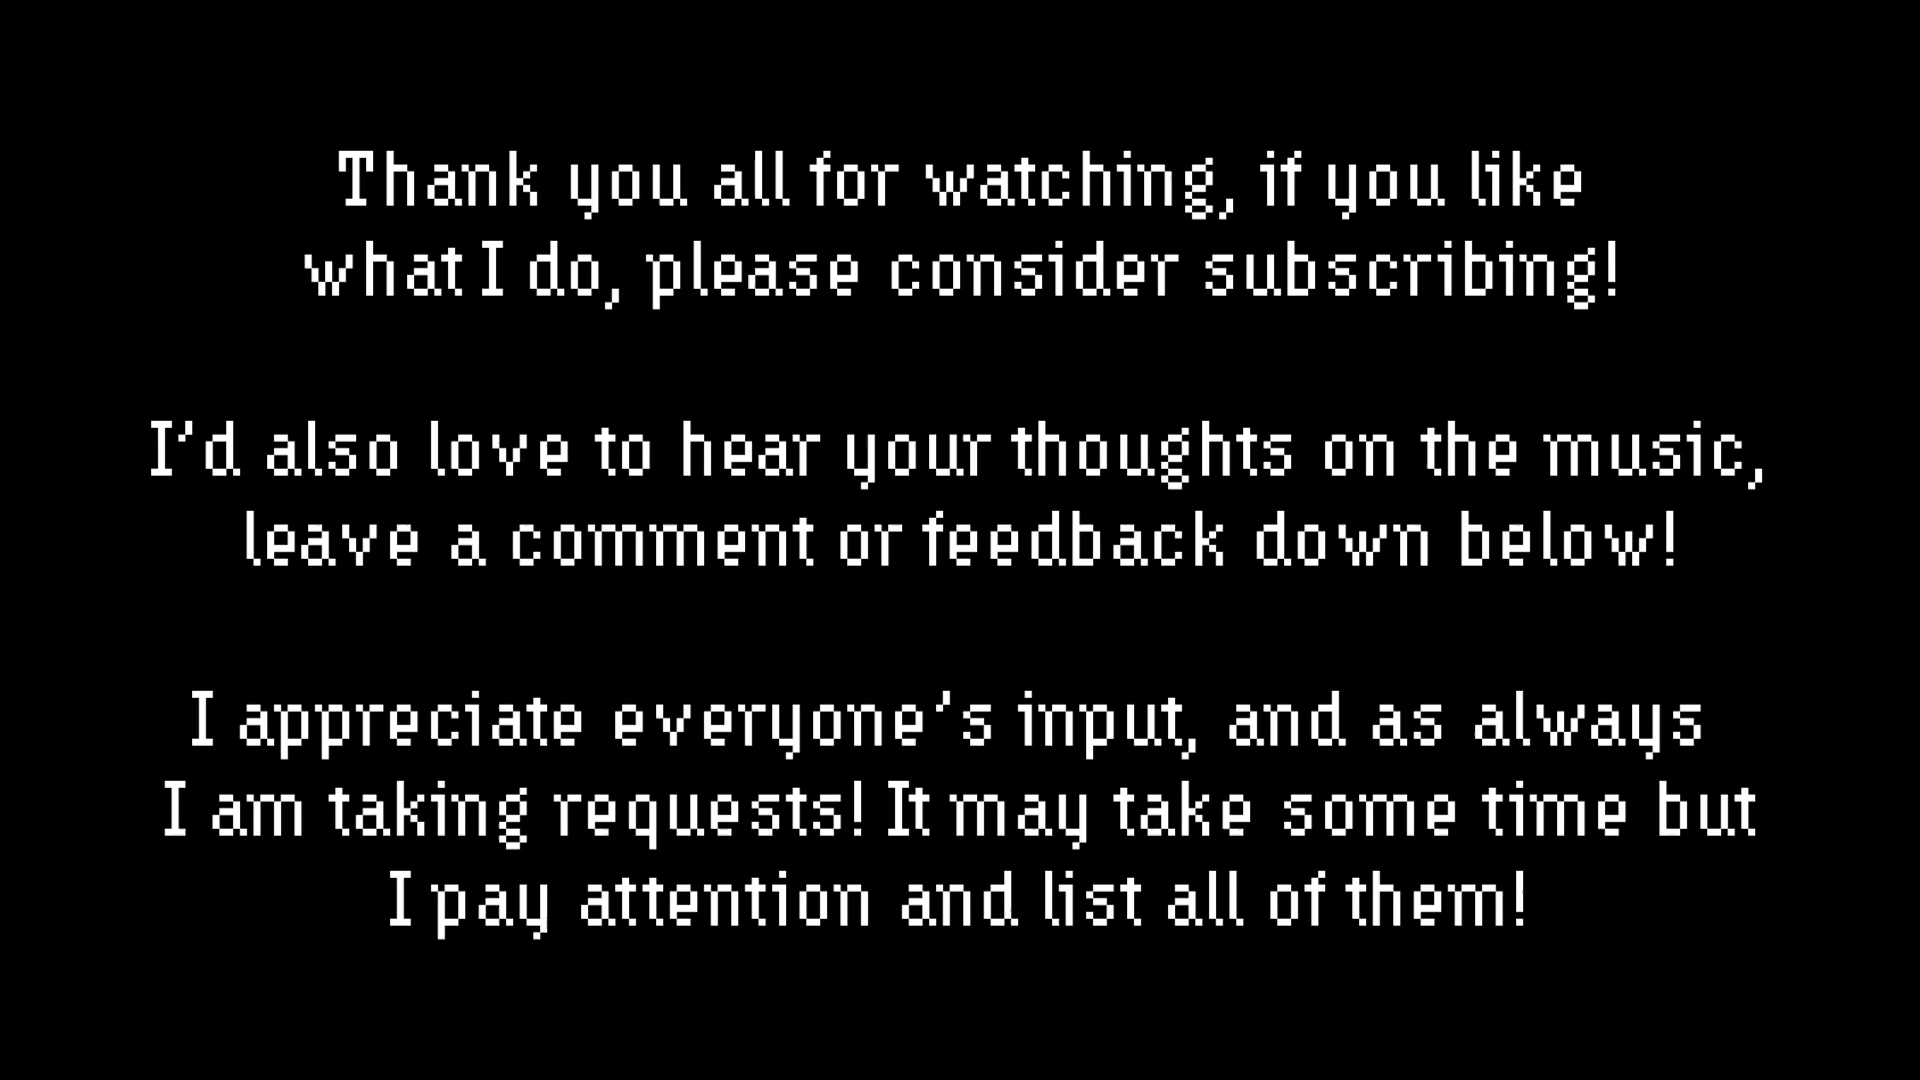 Thank you all for watching, if you like
what I do, please consider subscribing!
I'd also love to hear your thoughts on the music,
leave a comment or feedback down below!
I appreciate everyone's input, and as always
I am taking requests! It may take some time but
I pay attention and list all of them!